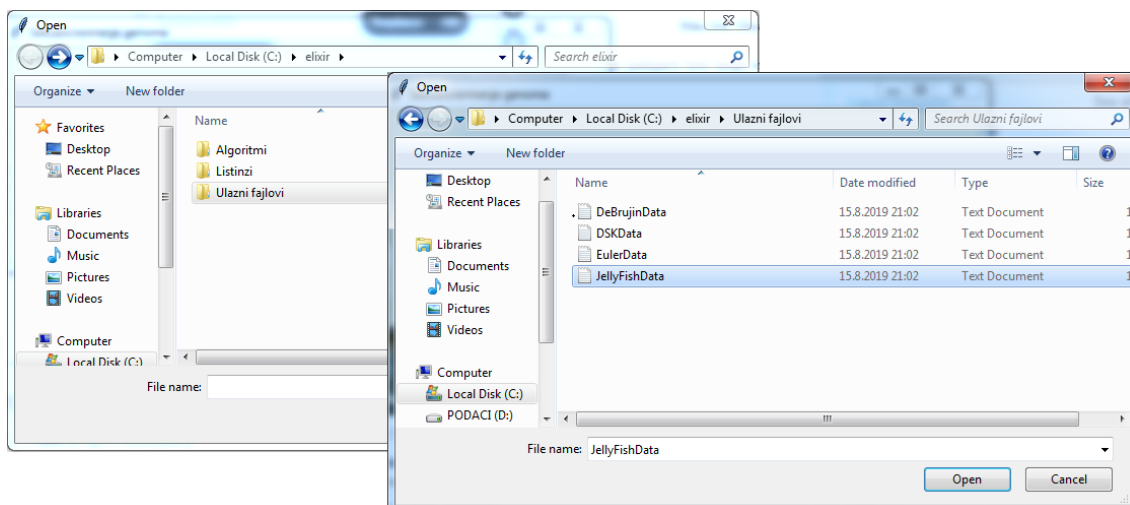 Open
Computer ▸ Local Disk (C:) ▸ elixir ▸
Search elixir
Organize
New folder
Favorites
Desktop
Recent Places
Libraries
Documents
Music
Pictures
Videos
Computer
Local Disk (C:)
Name
Algoritmi
Listinzi
Ulazni fajlovi
File name:
Open
Computer ▸ Local Disk (C:) ▸ elixir ▸ Ulazni fajlovi
Search Ulazni fajlovi
Organize
New folder
Desktop
Recent Places
Libraries
Documents
Music
Pictures
Videos
Computer
Local Disk (C:)
PODACI (D:)
Name Date modified Type Size
DeBrujinData 15.8.2019 21:02 Text Document 1
DSKData 15.8.2019 21:02 Text Document
EulerData 15.8.2019 21:02 Text Document 1
JellyFishData 15.8.2019 21:02 Text Document 1
File name: JellyFishData
Open Cancel